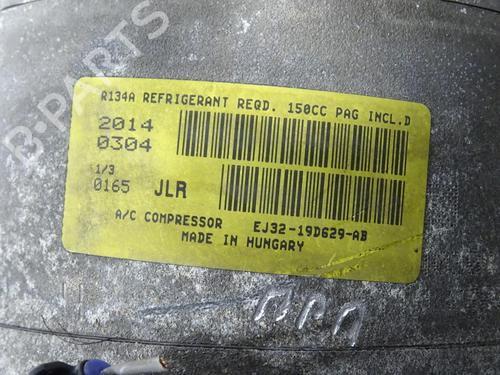 B-PARTS
R134A REFRIGERANT REQD. 150CC PAG INCL.D
2014
0304
1/3
0165 JLR
A/C COMPRESSOR EJ32-19D629-AB
MADE IN HUNGARY